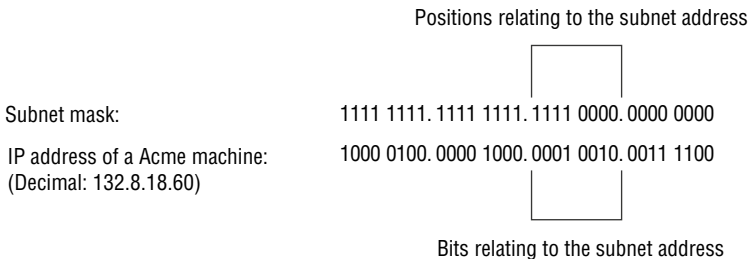 Positions relating to the subnet address
Subnet mask: 1111 1111. 1111 1111. 1111 0000. 0000 0000
IP address of a Acme machine: 1000 0100. 0000 1000. 0001 0010. 0011 1100
(Decimal: 132.8.18.60)
Bits relating to the subnet address